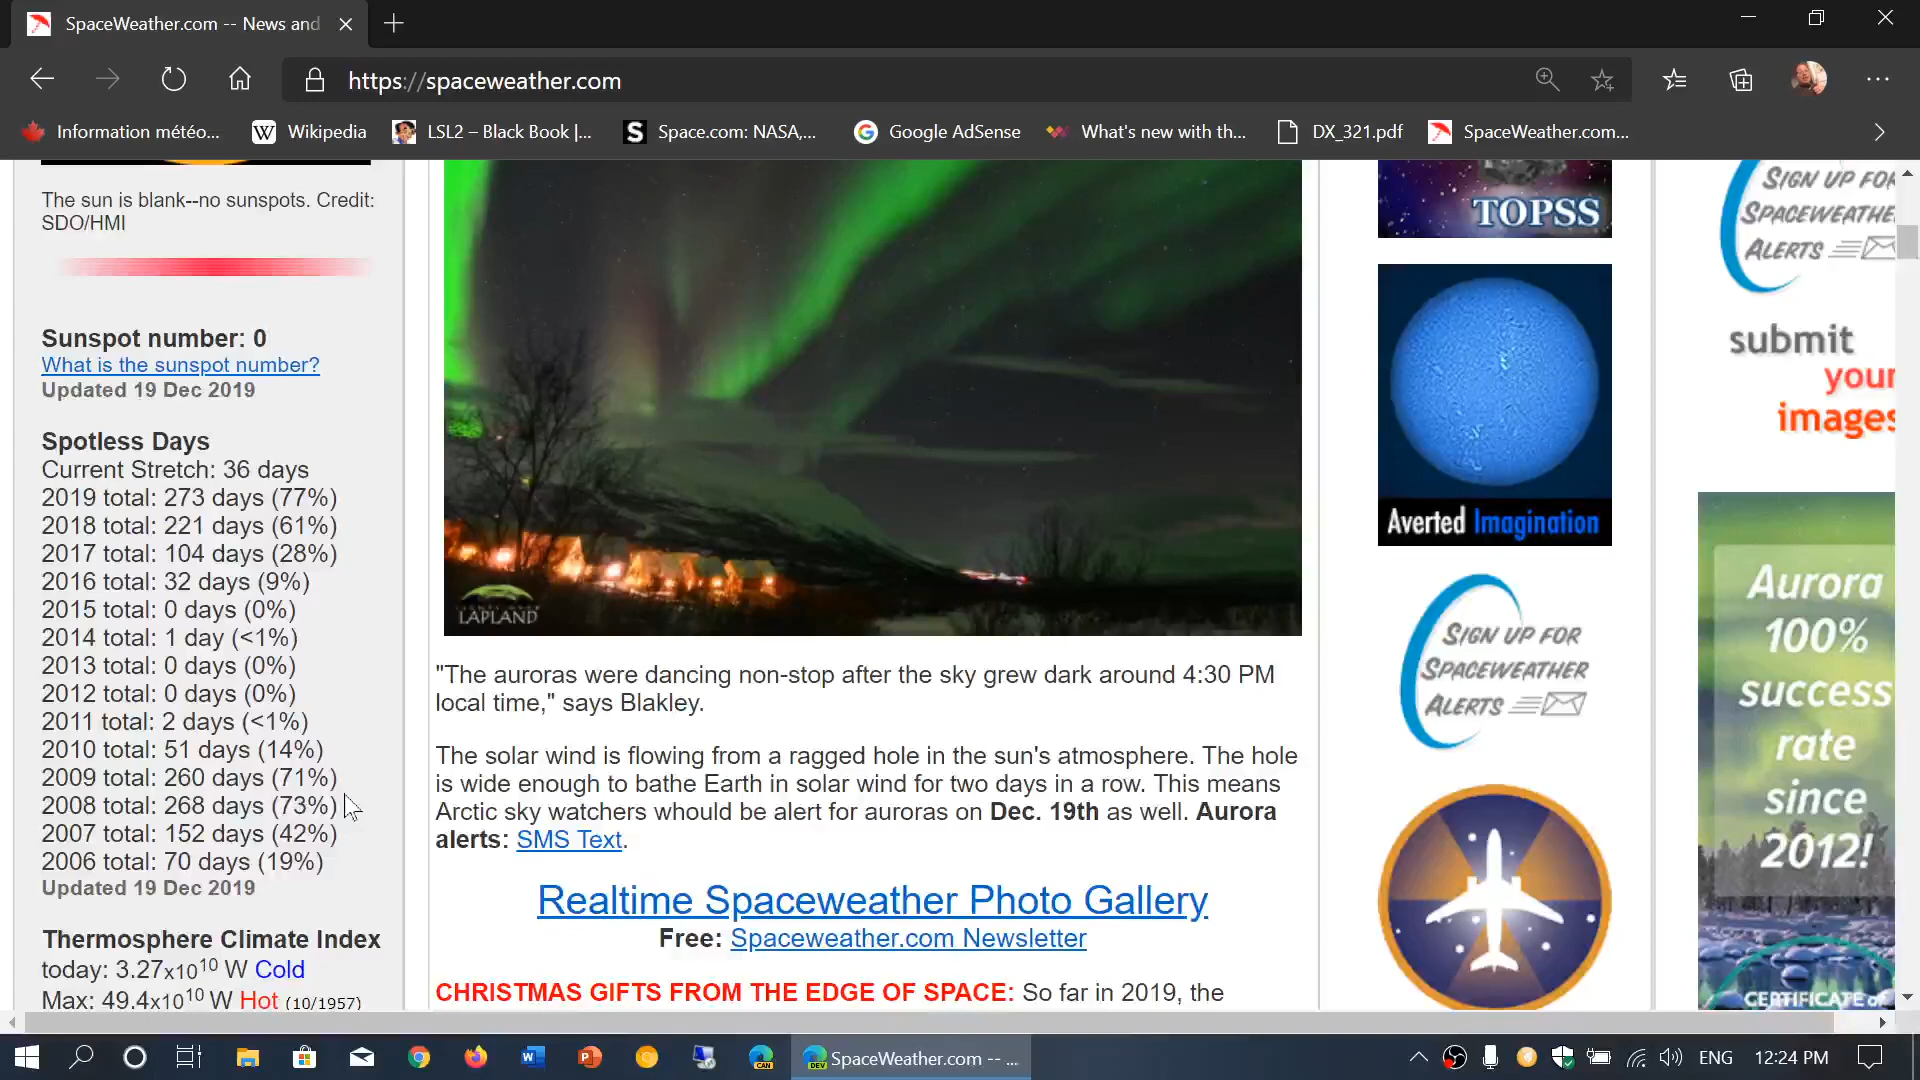 SpaceWeather.com -- News and
https://spaceweather.com
Information météo...
Wikipedia
LSL2 – Black Book |...
Space.com: NASA,...
Google AdSense
What's new with th...
DX_321.pdf
SpaceWeather.com...
The sun is blank--no sunspots. Credit:
SDO/HMI
Sunspot number: 0
What is the sunspot number?
Updated 19 Dec 2019
Spotless Days
Current Stretch: 36 days
2019 total: 273 days (77%)
2018 total: 221 days (61%)
2017 total: 104 days (28%)
2016 total: 32 days (9%)
2015 total: 0 days (0%)
2014 total: 1 day (<1%)
2013 total: 0 days (0%)
2012 total: 0 days (0%)
2011 total: 2 days (<1%)
2010 total: 51 days (14%)
2009 total: 260 days (71%)
2008 total: 268 days (73%)
2007 total: 152 days (42%)
2006 total: 70 days (19%)
Updated 19 Dec 2019
Thermosphere Climate Index
today: 3.27x10¹⁰ W Cold
Max: 49.4x10¹⁰ W Hot (10/1957)
LIGHTS OVER
LAPLAND
"The auroras were dancing non-stop after the sky grew dark around 4:30 PM
local time," says Blakley.
The solar wind is flowing from a ragged hole in the sun's atmosphere. The hole
is wide enough to bathe Earth in solar wind for two days in a row. This means
Arctic sky watchers whould be alert for auroras on Dec. 19th as well. Aurora
alerts: SMS Text.
Realtime Spaceweather Photo Gallery
Free: Spaceweather.com Newsletter
CHRISTMAS GIFTS FROM THE EDGE OF SPACE: So far in 2019, the
TOPSS
Averted Imagination
SIGN UP FOR
SPACEWEATHER
ALERTS
SIGN UP FOR
SPACEWEATHE
ALERTS
submit
your
images
Aurora
100%
success
rate
since
2012!
CERTIFICATE of
W
P
CAN
DEV
SpaceWeather.com -- ...
ENG
12:24 PM